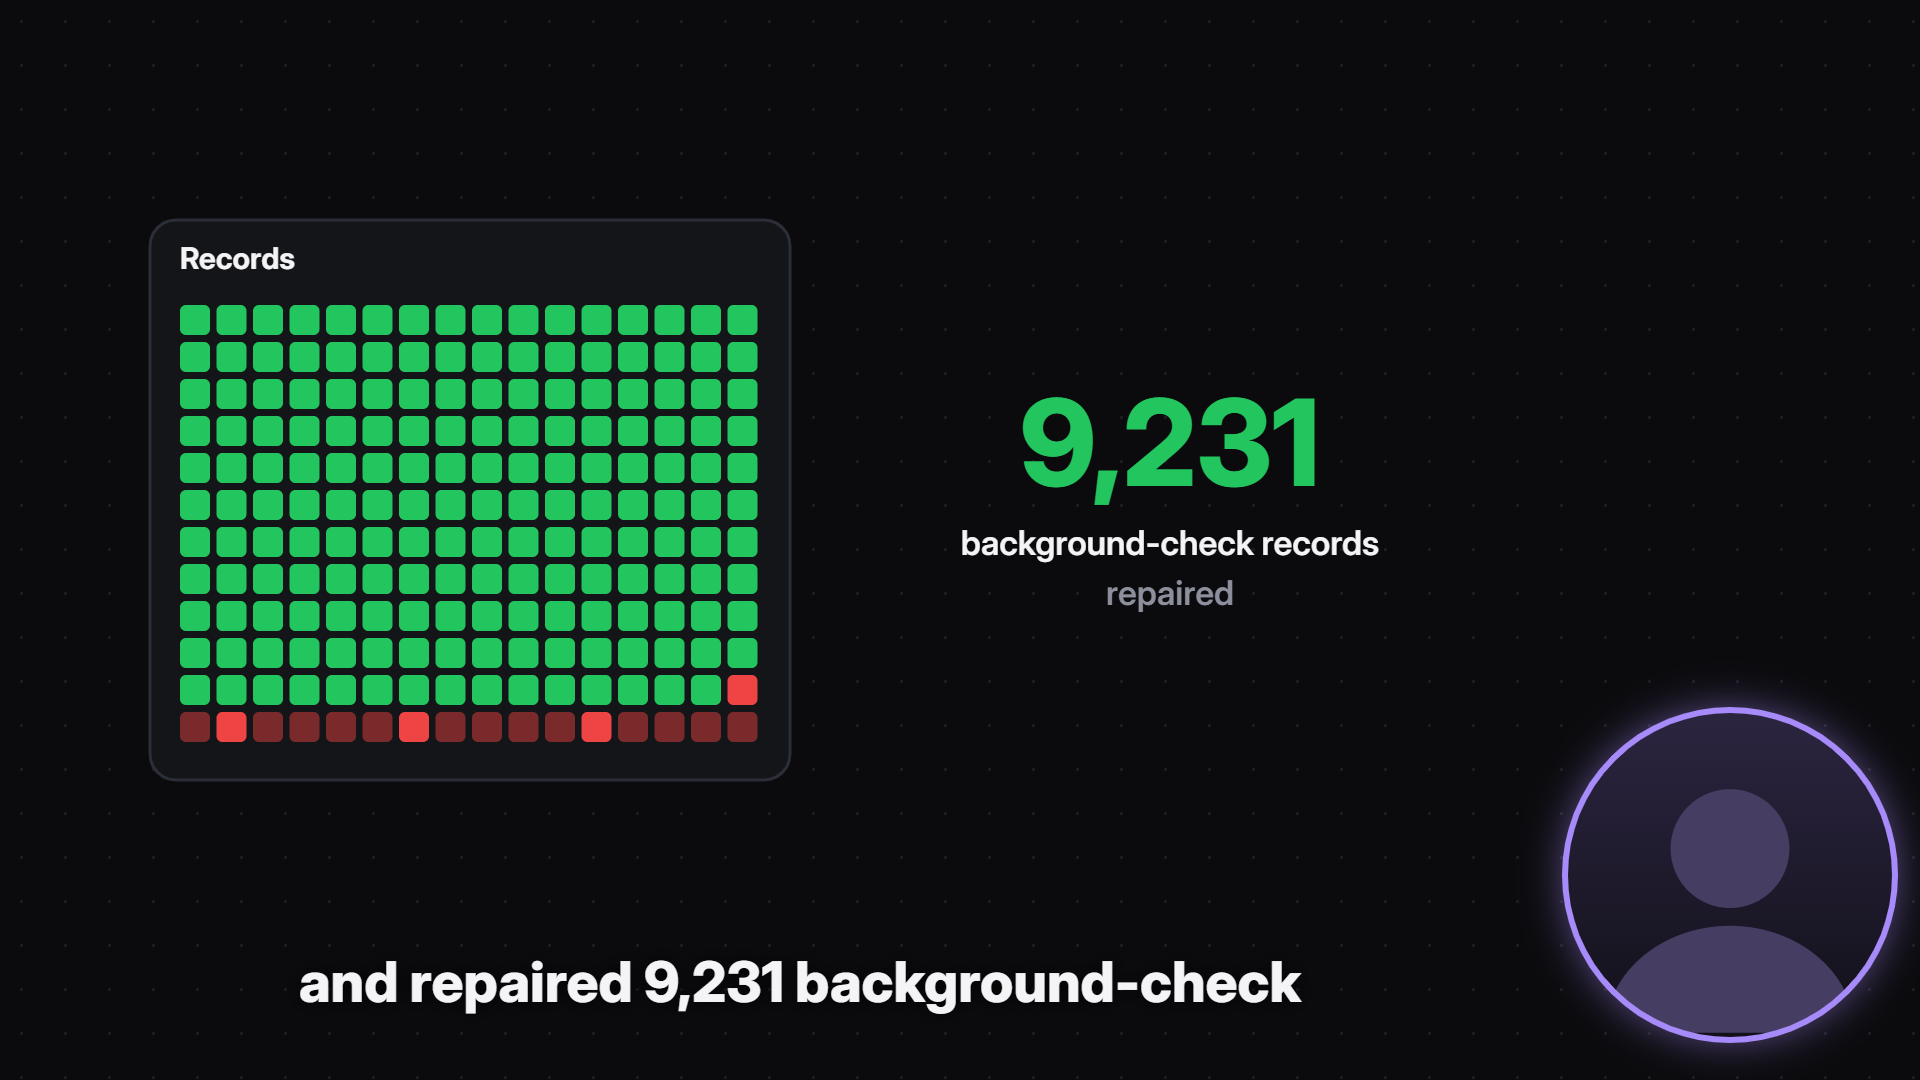 Records
9,231
background-check records
repaired
and repaired 9,231 background-check